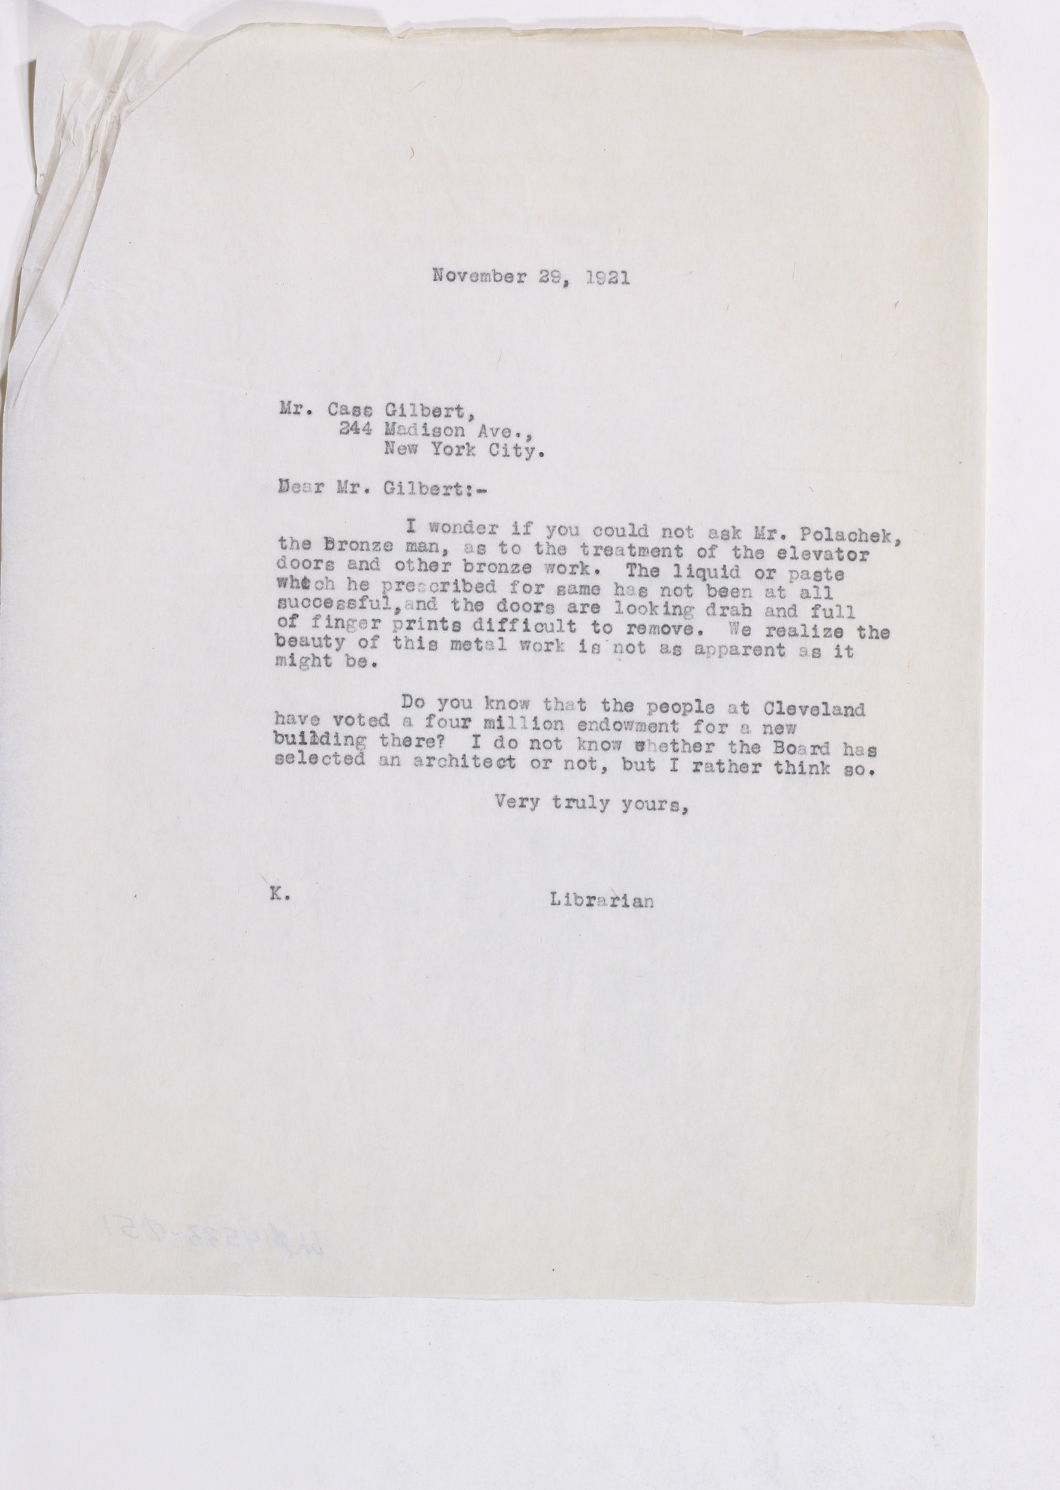 November 29, 1921
Mr. Cass Gilbert,
244 Madison Ave.,
New York City.
Dear Mr. Gilbert:-
I wonder if you could not ask Mr. Polachek,
the Bronze man, as to the treatment of the elevator
doors and other bronze work. The liquid or paste
which he prescribed for same has not been at all
successful,and the doors are looking drab and full
of finger prints difficult to remove. We realize the
beauty of this metal work is not as apparent as it
might be.
Do you know that the people at Cleveland
have voted a four million endowment for a new
building there? I do not know whether the Board has
selected an architect or not, but I rather think so.
Very truly yours,
K.
Librarian